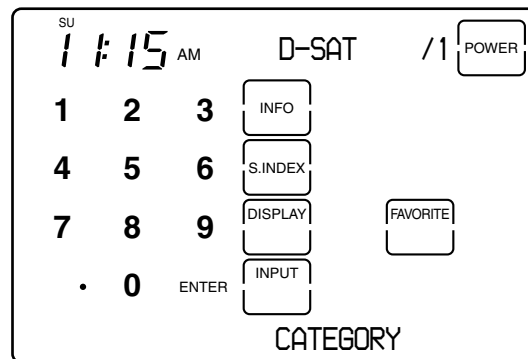 SU
11:15 AM D-SAT /1 POWER
1 2 3 INFO
4 5 6 S.INDEX
7 8 9 DISPLAY FAVORITE
· 0 ENTER INPUT
CATEGORY